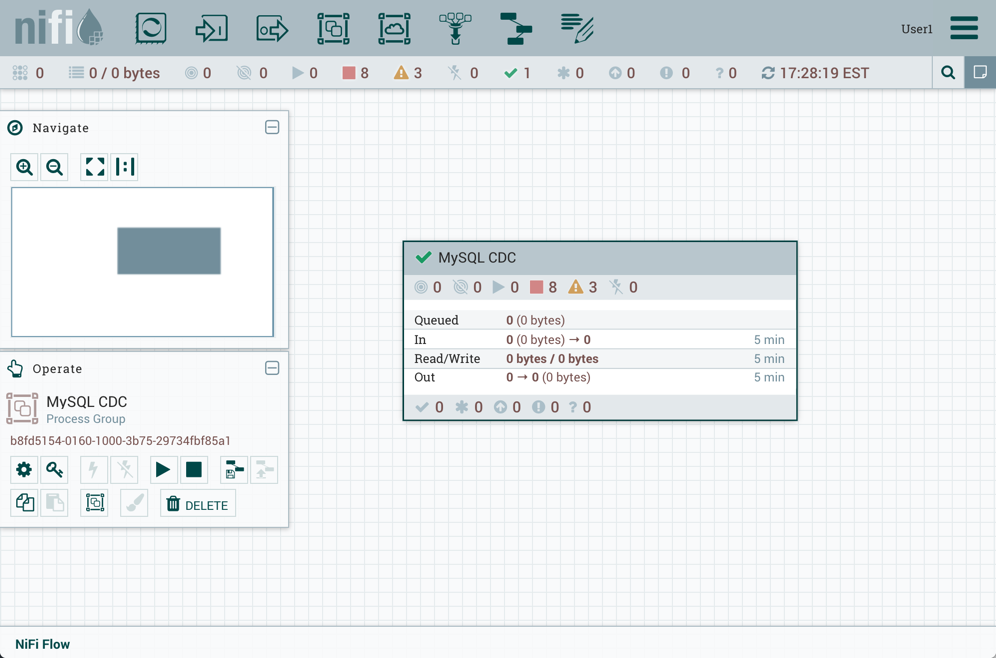 nifi
User1
0 0 / 0 bytes 0 0 0 8 3 0 1 0 0 0 ? 0 17:28:19 EST
Navigate
MySQL CDC
0 0 0 8 3 0
Queued 0 (0 bytes)
In 0 (0 bytes) → 0 5 min
Read/Write 0 bytes / 0 bytes 5 min
Out 0 → 0 (0 bytes) 5 min
0 0 0 0 ? 0
Operate
MySQL CDC
Process Group
b8fd5154-0160-1000-3b75-29734fbf85a1
DELETE
NiFi Flow